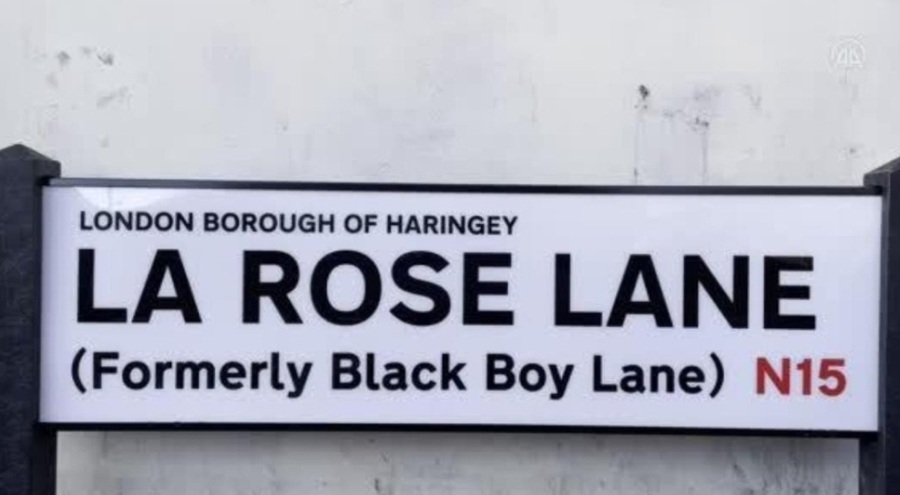 LONDON BOROUGH OF HARINGEY
LA ROSE LANE
(Formerly Black Boy Lane) N15